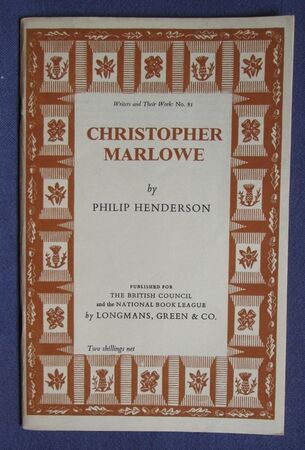 Writers and Their Work: No. 81
CHRISTOPHER
MARLOWE
by
PHILIP HENDERSON
PUBLISHED FOR
THE BRITISH COUNCIL
and the NATIONAL BOOK LEAGUE
by LONGMANS, GREEN & CO.
Two shillings net